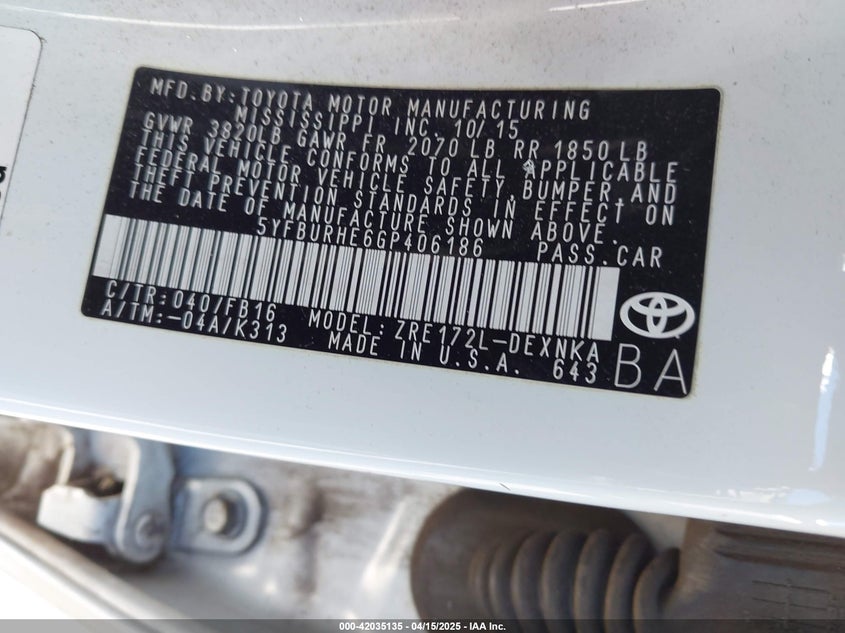 MFD. BY: TOYOTA MOTOR MANUFACTURING
MISSISSIPPI INC. 10/15
GVWR 3820LB GAWR FR 2070 LB RR 1850 LB
THIS VEHICLE CONFORMS TO ALL APPLICABLE
FEDERAL MOTOR VEHICLE SAFETY, BUMPER, AND
THEFT PREVENTION STANDARDS IN EFFECT ON
THE DATE OF MANUFACTURE SHOWN ABOVE.
5YFBURHE6GP406186 PASS.CAR
C/TR: 040/FB16 MODEL: ZRE172L-DEXNKA
A/TM:-04A/K313 MADE IN U.S.A. 643
BA
000-42035135 - 04/15/2025 - IAA Inc.